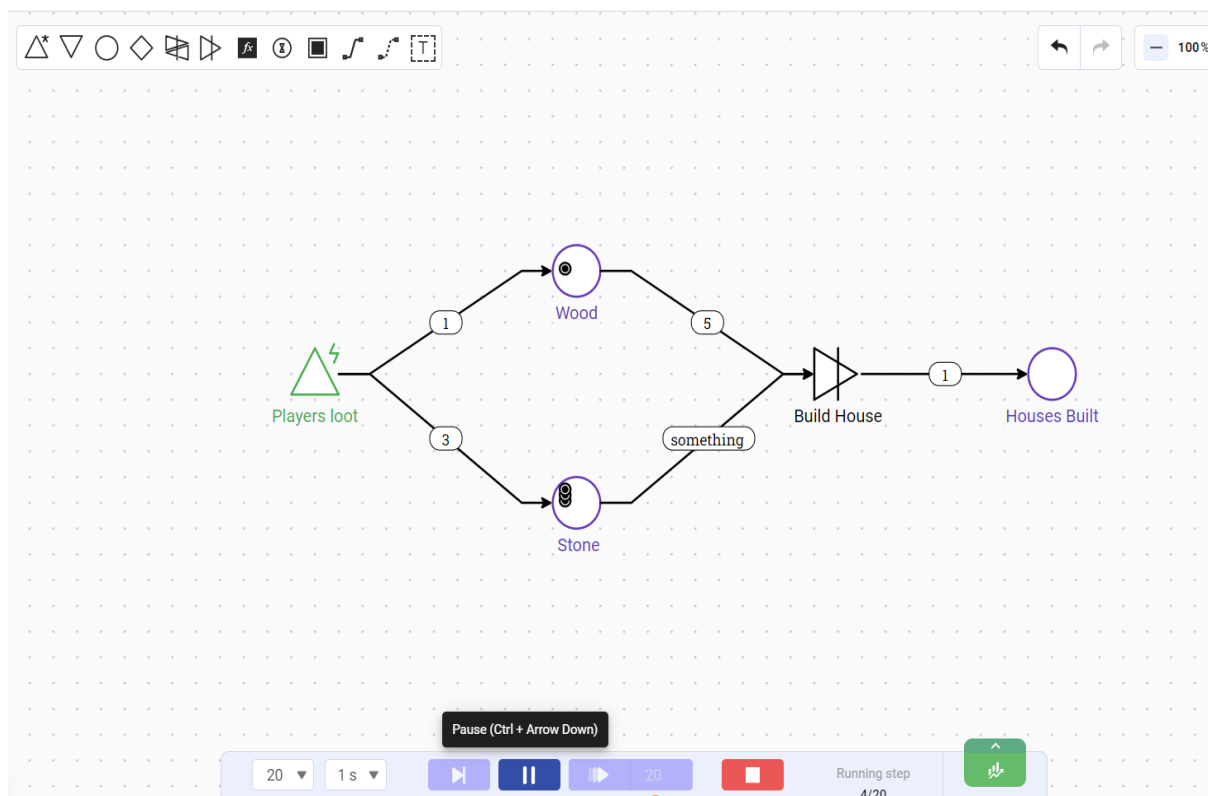 fx
T
100%
Wood
1
5
Players loot
Build House
1
Houses Built
3
something
Stone
Pause (Ctrl + Arrow Down)
20
1 s
20
Running step
4/20